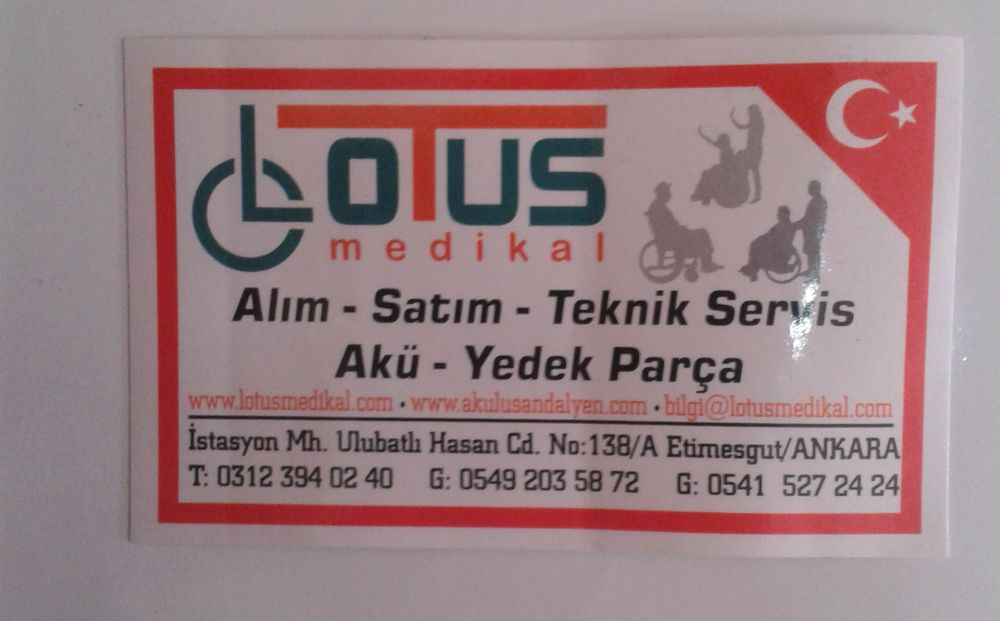 LOTUS
medikal
Alım - Satım - Teknik Servis
Akü - Yedek Parça
www.lotusmedikal.com • www.akulusandalyen.com • bilgi@lotusmedikal.com
İstasyon Mh. Ulubatlı Hasan Cd. No:138/A Etimesgut/ANKARA
T: 0312 394 02 40 G: 0549 203 58 72 G: 0541 527 24 24